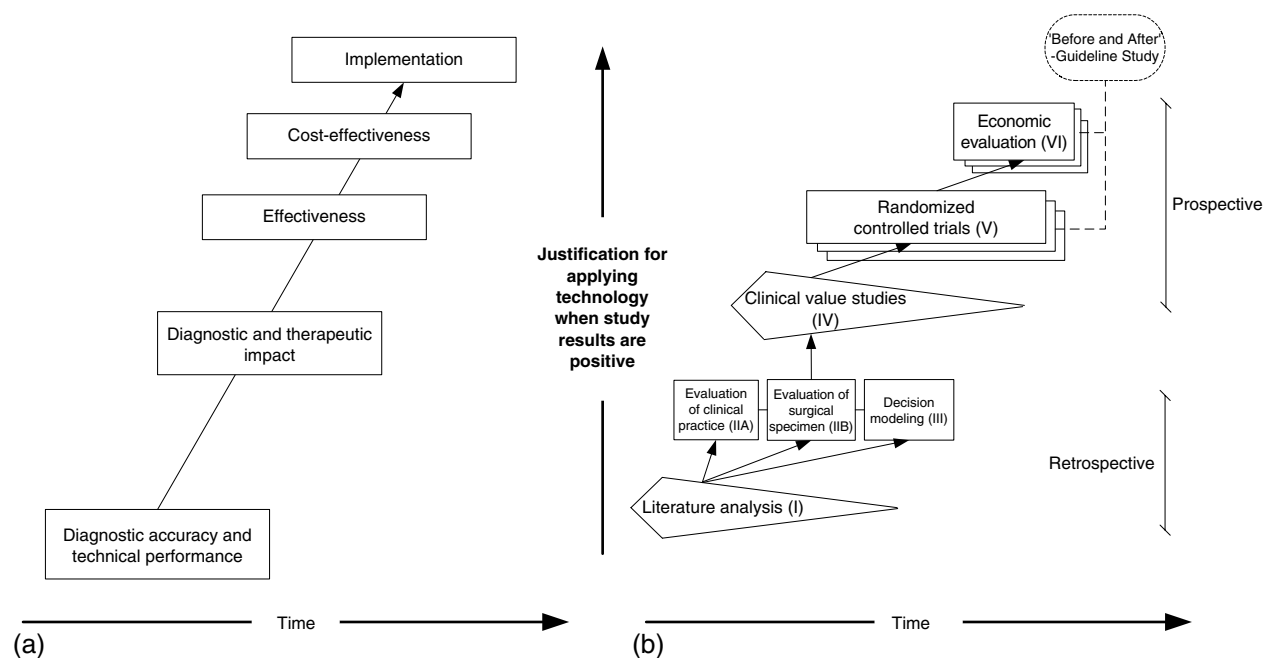 Implementation
Cost-effectiveness
Effectiveness
Diagnostic and therapeutic
impact
Diagnostic accuracy and
technical performance
Time
(a)
Justification for
applying
technology
when study
results are
positive
'Before and After'
-Guideline Study
Economic
evaluation (VI)
Randomized
controlled trials (V)
Clinical value studies
(IV)
Evaluation
of clinical
practice (IIA)
Evaluation of
surgical
specimen (IIB)
Decision
modeling (III)
Literature analysis (I)
Prospective
Retrospective
Time
(b)